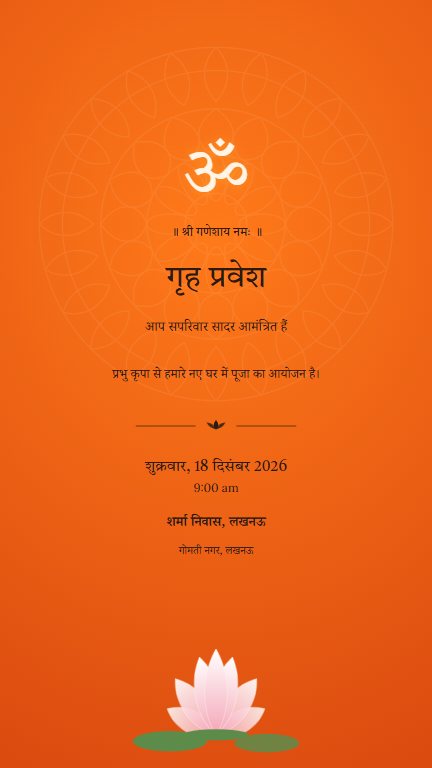 ॐ
॥ श्री गणेशाय नमः ॥
गृह प्रवेश
आप सपरिवार सादर आमंत्रित हैं
प्रभु कृपा से हमारे नए घर में पूजा का आयोजन है।
शुक्रवार, 18 दिसंबर 2026
9:00 am
शर्मा निवास, लखनऊ
गोमती नगर, लखनऊ